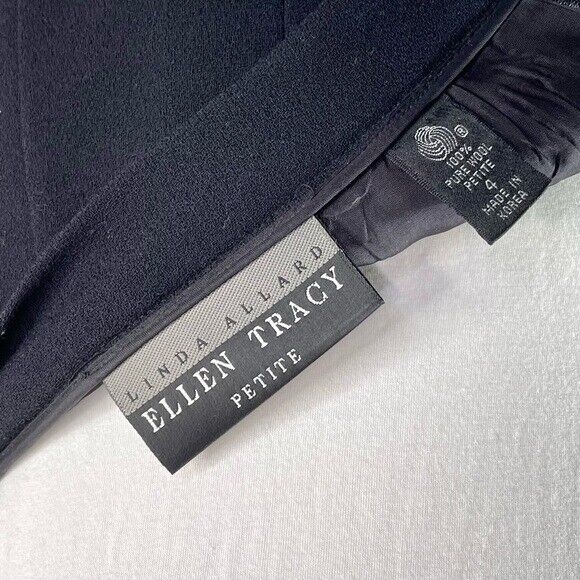 LINDA ALLARD
ELLEN TRACY
PETITE
®
100%
PURE WOOL
PETITE
4
MADE IN
KOREA